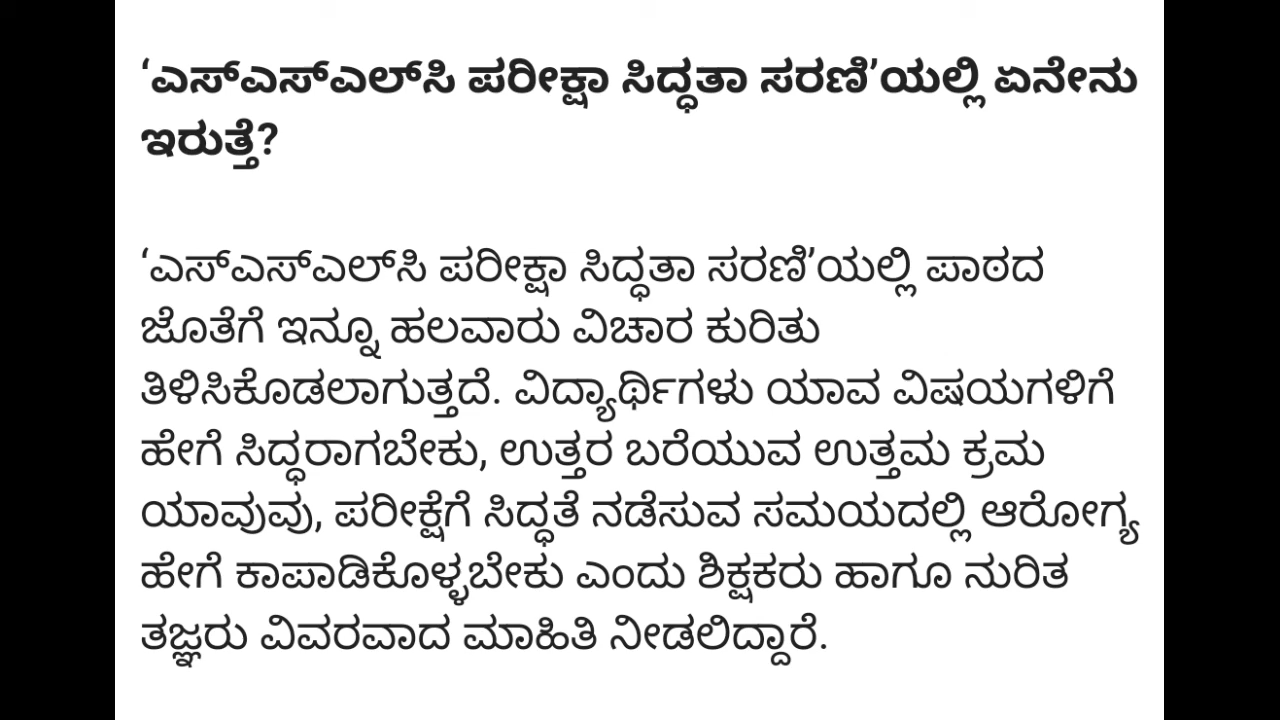 ‘ಎಸ್‌ಎಸ್‌ಎಲ್‌ಸಿ ಪರೀಕ್ಷಾ ಸಿದ್ಧತಾ ಸರಣಿ’ಯಲ್ಲಿ ಏನೇನು
ಇರುತ್ತೆ?
‘ಎಸ್‌ಎಸ್‌ಎಲ್‌ಸಿ ಪರೀಕ್ಷಾ ಸಿದ್ಧತಾ ಸರಣಿ’ಯಲ್ಲಿ ಪಾಠದ
ಜೊತೆಗೆ ಇನ್ನೂ ಹಲವಾರು ವಿಚಾರ ಕುರಿತು
ತಿಳಿಸಿಕೊಡಲಾಗುತ್ತದೆ. ವಿದ್ಯಾರ್ಥಿಗಳು ಯಾವ ವಿಷಯಗಳಿಗೆ
ಹೇಗೆ ಸಿದ್ಧರಾಗಬೇಕು, ಉತ್ತರ ಬರೆಯುವ ಉತ್ತಮ ಕ್ರಮ
ಯಾವುವು, ಪರೀಕ್ಷೆಗೆ ಸಿದ್ಧತೆ ನಡೆಸುವ ಸಮಯದಲ್ಲಿ ಆರೋಗ್ಯ
ಹೇಗೆ ಕಾಪಾಡಿಕೊಳ್ಳಬೇಕು ಎಂದು ಶಿಕ್ಷಕರು ಹಾಗೂ ನುರಿತ
ತಜ್ಞರು ವಿವರವಾದ ಮಾಹಿತಿ ನೀಡಲಿದ್ದಾರೆ.